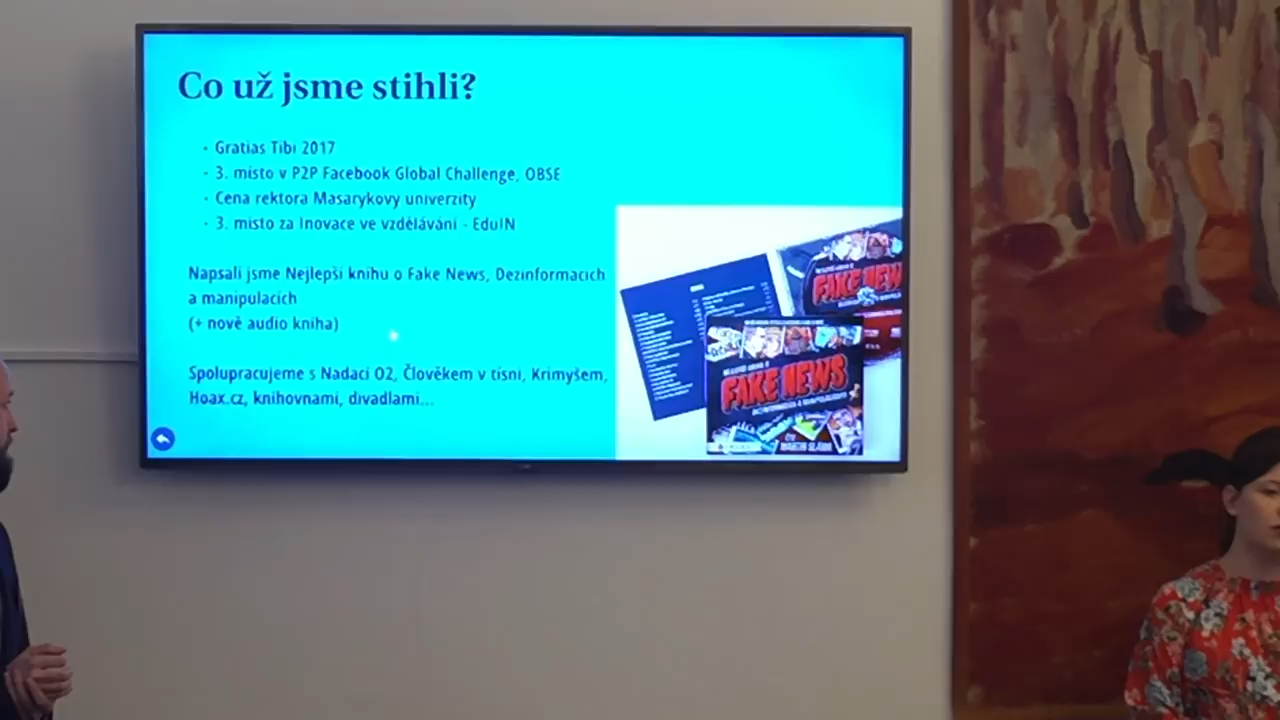 Co už jsme stihli?
· Gratias Tibi 2017
· 3. místo v P2P Facebook Global Challenge, OBSE
· Cena rektora Masarykovy univerzity
· 3. místo za Inovace ve vzdělávání - EduIN
Napsali jsme Nejlepší knihu o Fake News, Dezinformacích
a manipulacích
(+ nově audio kniha)
Spolupracujeme s Nadací O2, Člověkem v tísni, Krimyšem,
Hoax.cz, knihovnami, divadlami...
FAKE NEWS
FAKE NEWS